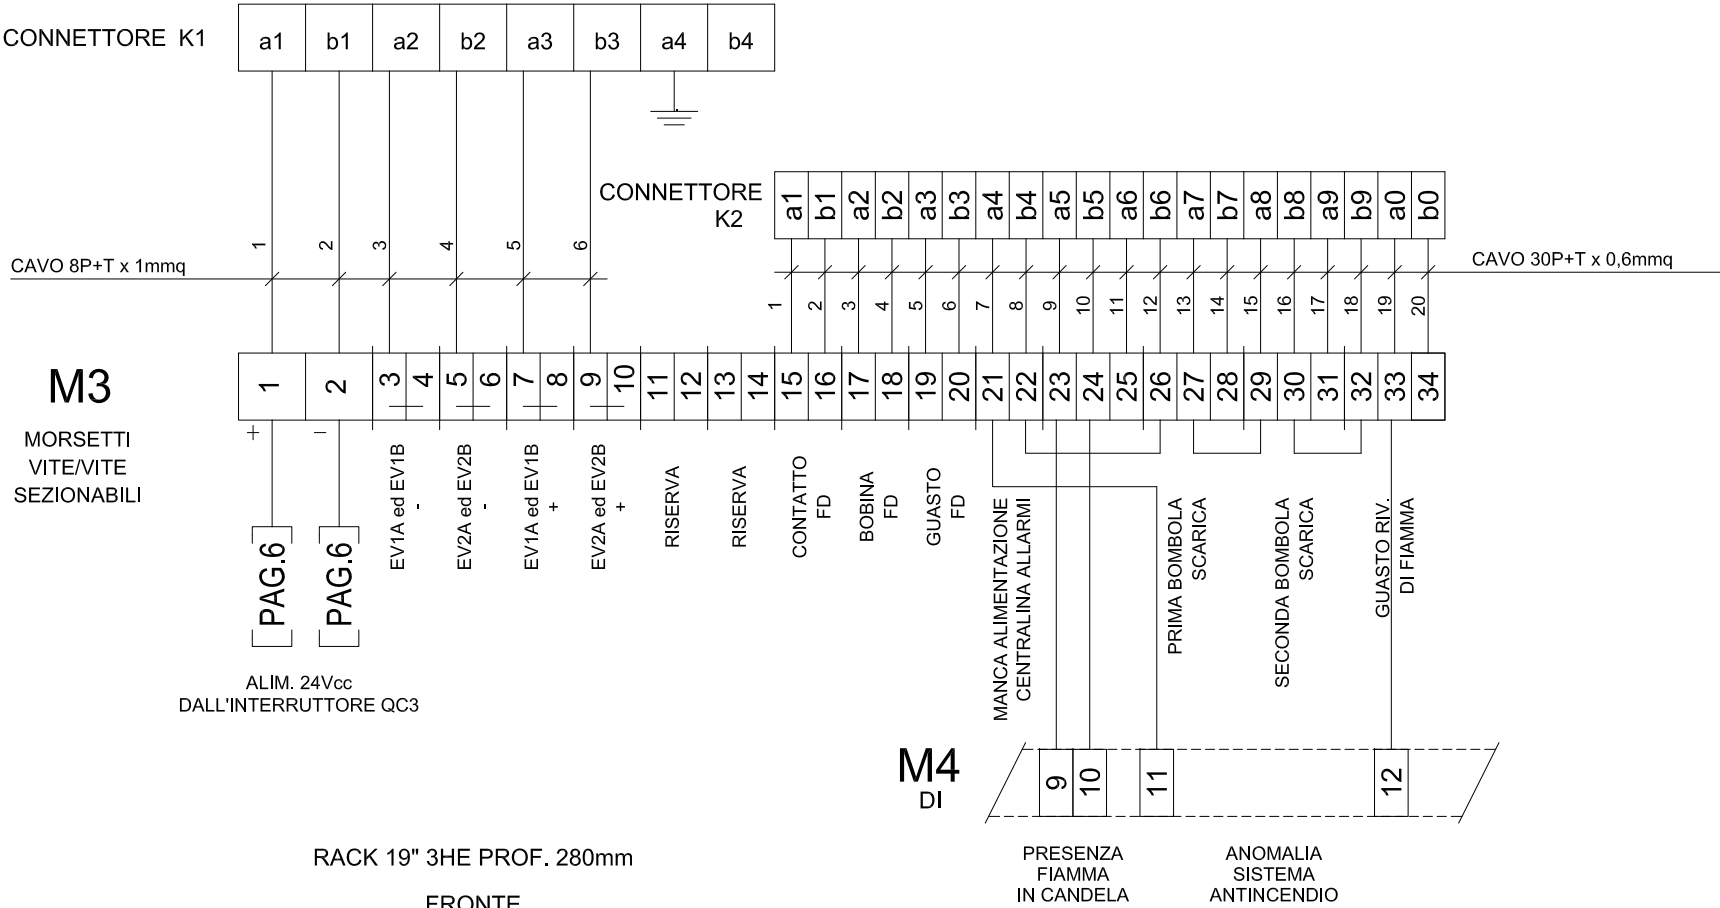 CONNETTORE K1
a1 b1 a2 b2 a3 b3 a4 b4
CONNETTORE
K2
a1 b1 a2 b2 a3 b3 a4 b4 a5 b5 a6 b6 a7 b7 a8 b8 a9 b9 a0 b0
1 2 3 4 5 6
CAVO 8P+T x 1mmq
CAVO 30P+T x 0,6mmq
1 2 3 4 5 6 7 8 9 10 11 12 13 14 15 16 17 18 19 20
M3
1 2 3 4 5 6 7 8 9 10 11 12 13 14 15 16 17 18 19 20 21 22 23 24 25 26 27 28 29 30 31 32 33 34
+ -
MORSETTI
VITE/VITE
SEZIONABILI
PAG.6
PAG.6
EV1A ed EV1B
-
EV2A ed EV2B
-
EV1A ed EV1B
+
EV2A ed EV2B
+
RISERVA
RISERVA
CONTATTO
FD
BOBINA
FD
GUASTO
FD
MANCA ALIMENTAZIONE
CENTRALINA ALLARMI
PRIMA BOMBOLA
SCARICA
SECONDA BOMBOLA
SCARICA
GUASTO RIV.
DI FIAMMA
ALIM. 24Vcc
DALL'INTERRUTTORE QC3
M4
DI
9 10 11 12
PRESENZA
FIAMMA
IN CANDELA
ANOMALIA
SISTEMA
ANTINCENDIO
RACK 19" 3HE PROF. 280mm
FRONTE